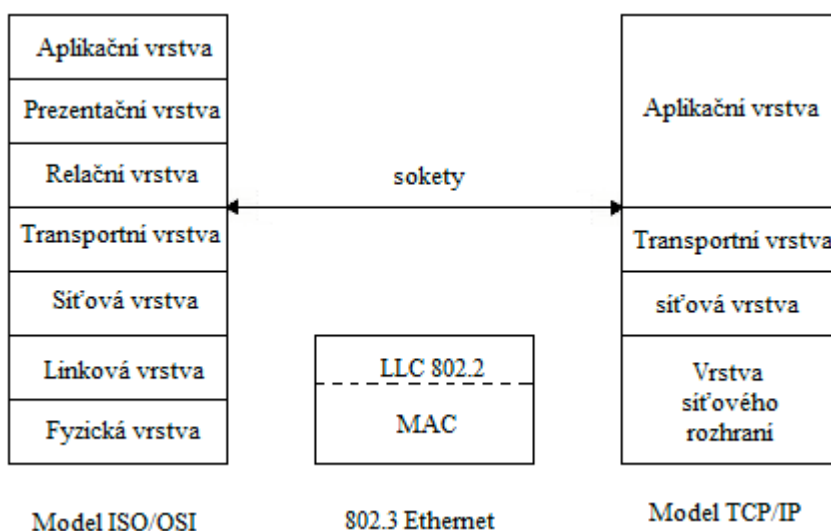 Aplikační vrstva
Prezentační vrstva
Relační vrstva
Transportní vrstva
Síťová vrstva
Linková vrstva
Fyzická vrstva
Model ISO/OSI
sokety
LLC 802.2
MAC
802.3 Ethernet
Aplikační vrstva
Transportní vrstva
síťová vrstva
Vrstva
síťového
rozhraní
Model TCP/IP